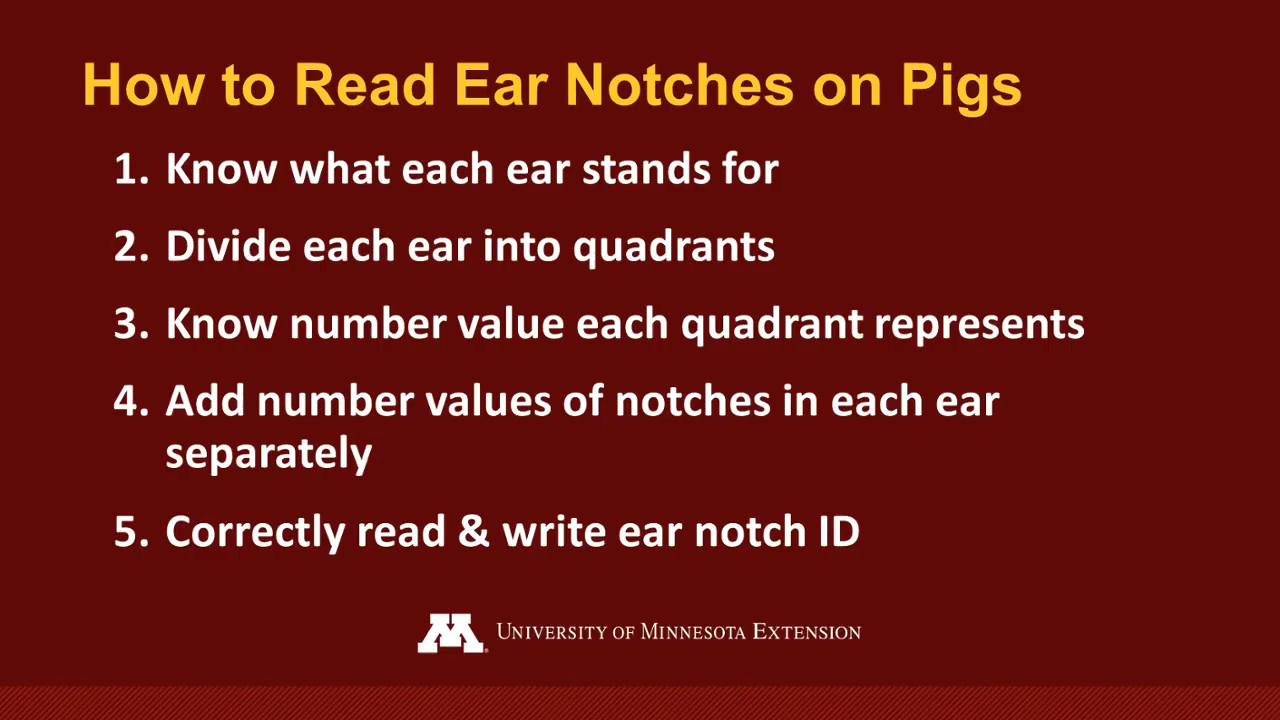 How to Read Ear Notches on Pigs
1. Know what each ear stands for
2. Divide each ear into quadrants
3. Know number value each quadrant represents
4. Add number values of notches in each ear
separately
5. Correctly read & write ear notch ID
M
UNIVERSITY OF MINNESOTA EXTENSION